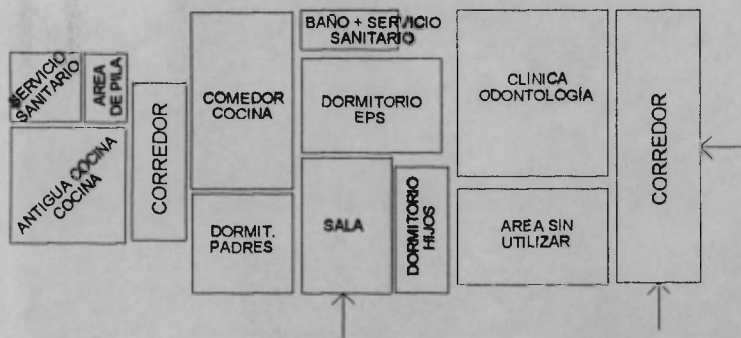 SERVICIO
SANITARIO
AREA
DE PILA
ANTIGUA COCINA
COCINA
CORREDOR
COMEDOR
COCINA
DORMIT.
PADRES
BAÑO + SERVICIO
SANITARIO
DORMITORIO
EPS
SALA
DORMITORIO
HIJOS
CLÍNICA
ODONTOLOGÍA
AREA SIN
UTILIZAR
CORREDOR